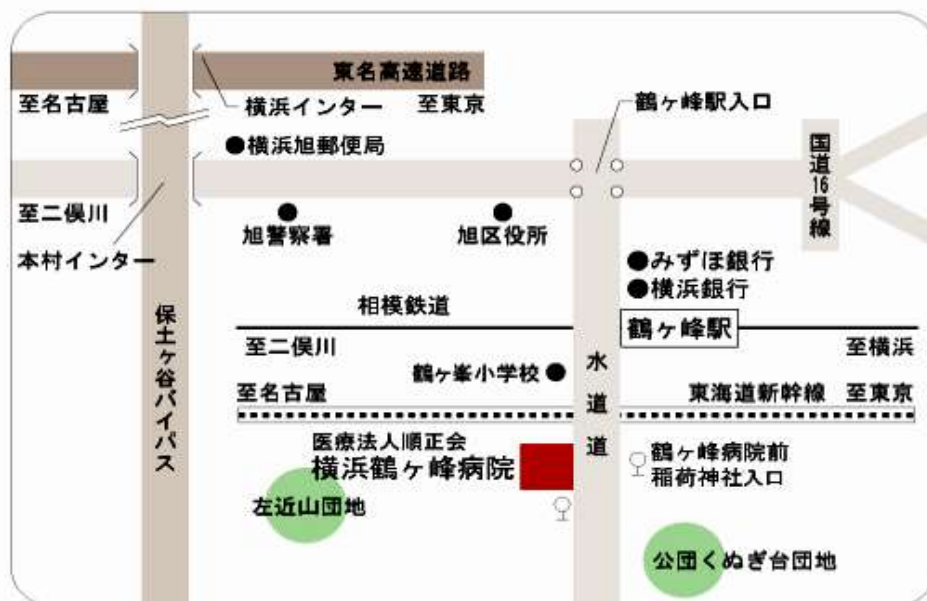 東名高速道路
至名古屋
横浜インター
至東京
鶴ヶ峰駅入口
横浜旭郵便局
国道16号線
至二俣川
旭警察署
旭区役所
本村インター
みずほ銀行
横浜銀行
保土ヶ谷バイパス
相模鉄道
鶴ヶ峰駅
至二俣川
至横浜
水道道
鶴ヶ峯小学校
至名古屋
東海道新幹線
至東京
医療法人順正会
横浜鶴ヶ峰病院
鶴ヶ峰病院前
稲荷神社入口
左近山団地
公団くぬぎ台団地